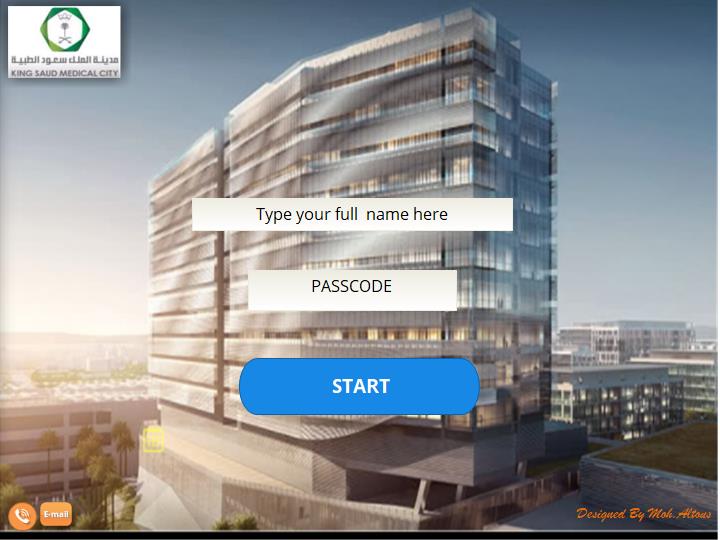 مدينة الملك سعود الطبية
KING SAUD MEDICAL CITY
Type your full  name here
PASSCODE
START
E-mail
Designed By Moh.Altous